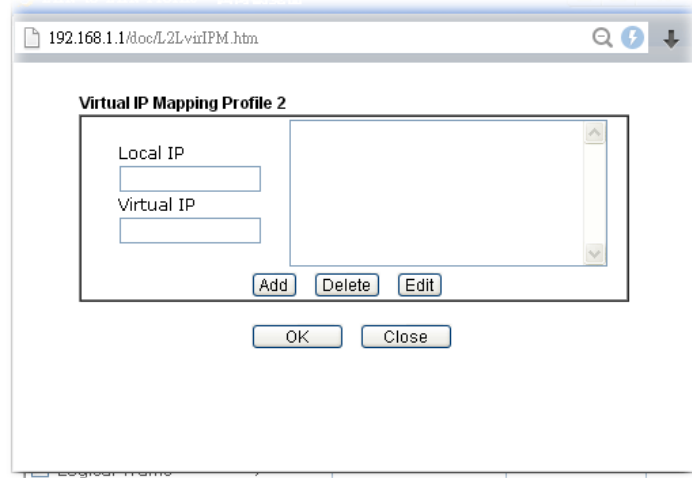 192.168.1.1/doc/L2LvirIPM.htm
Virtual IP Mapping Profile 2
Local IP
Virtual IP
Add Delete Edit
OK Close